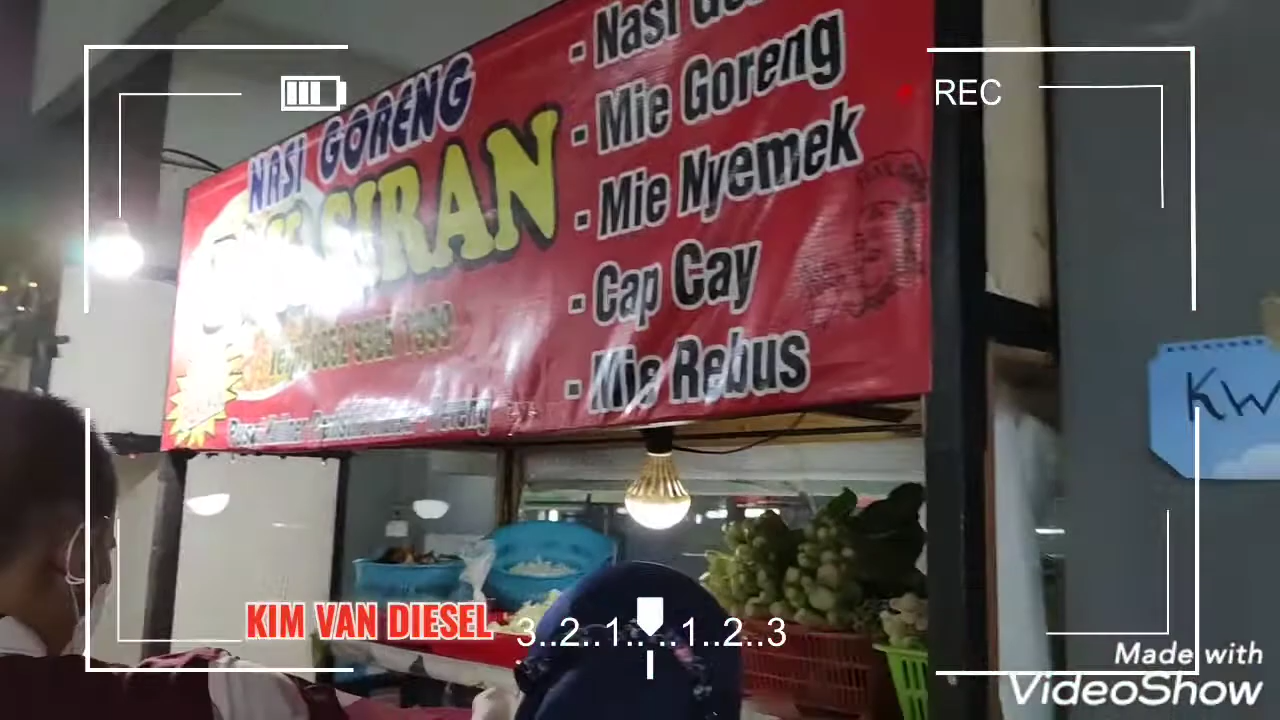 REC
NASI GORENG
SIRAN
- Nasi
- Mie Goreng
- Mie Nyemek
- Cap Cay
- Mie Rebus
KW
KIM VAN DIESEL
3..2..1.. ..1..2..3
Made with
VideoShow